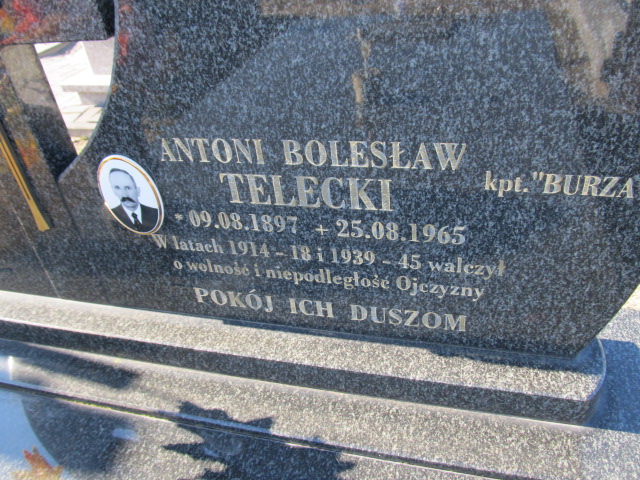 ANTONI BOLESŁAW
TELECKI
kpt."BURZA
* 09.08.1897 + 25.08.1965
W latach 1914 - 18 i 1939 - 45 walczył
o wolność i niepodległość Ojczyzny
POKÓJ ICH DUSZOM